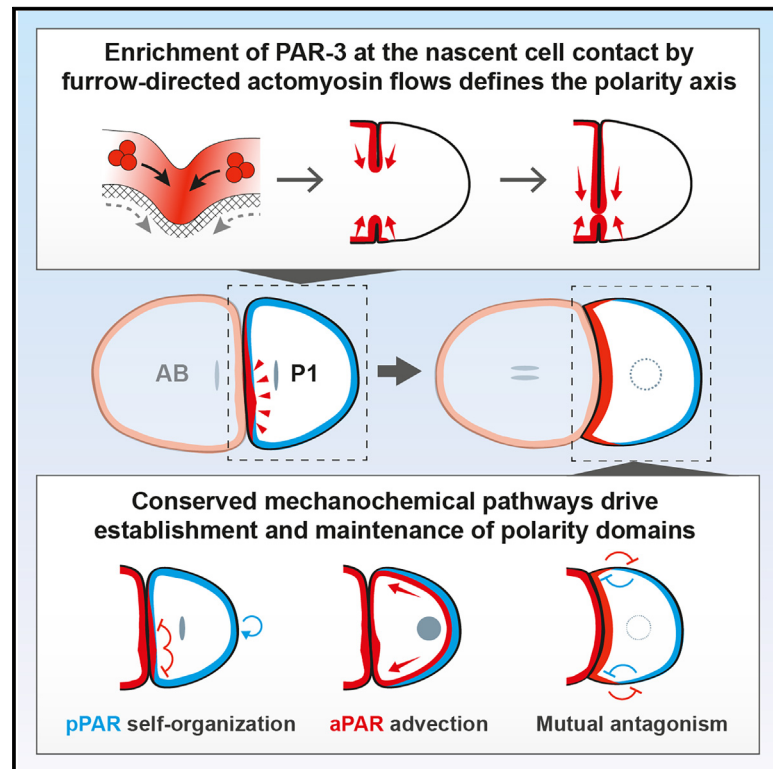 Enrichment of PAR-3 at the nascent cell contact by
furrow-directed actomyosin flows defines the polarity axis
AB
P1
Conserved mechanochemical pathways drive
establishment and maintenance of polarity domains
pPAR self-organization
aPAR advection
Mutual antagonism